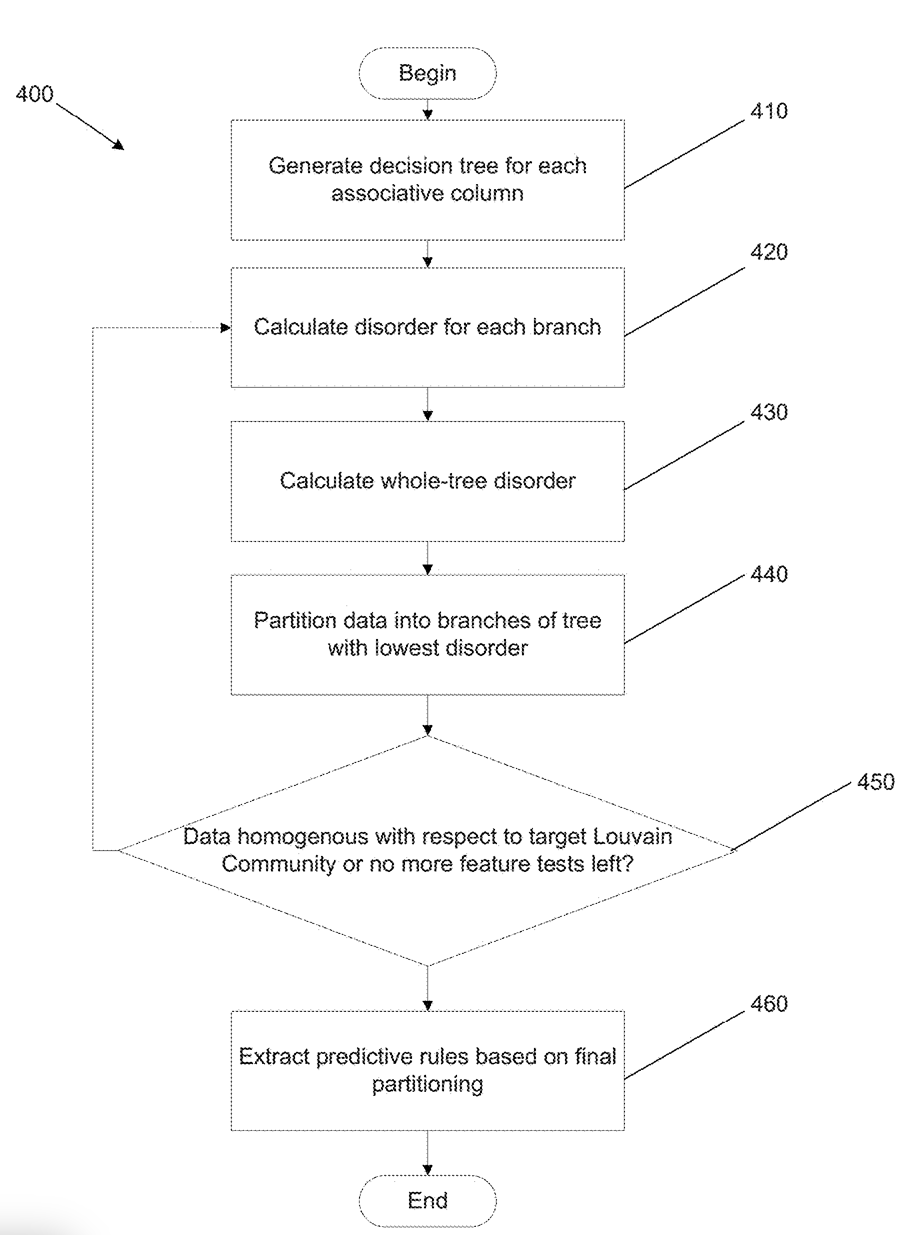 Begin
400
410
Generate decision tree for each
associative column
420
Calculate disorder for each branch
430
Calculate whole-tree disorder
440
Partition data into branches of tree
with lowest disorder
450
Data homogenous with respect to target Louvain
Community or no more feature tests left?
460
Extract predictive rules based on final
partitioning
End